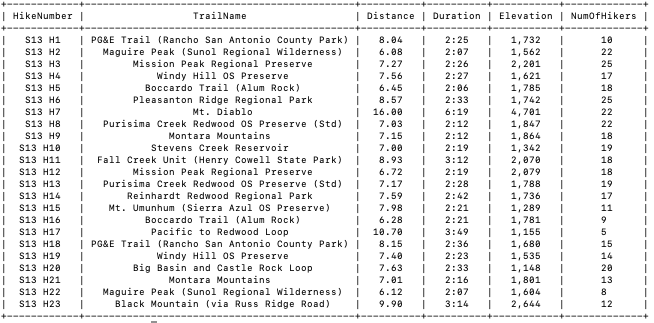 +------------+------------------------------------------+----------+----------+-----------+-------------+
| HikeNumber | TrailName | Distance | Duration | Elevation | NumOfHikers |
+------------+------------------------------------------+----------+----------+-----------+-------------+
| S13 H1 | PG&E Trail (Rancho San Antonio County Park) | 8.04 | 2:25 | 1,732 | 10 |
| S13 H2 | Maguire Peak (Sunol Regional Wilderness) | 6.08 | 2:07 | 1,562 | 22 |
| S13 H3 | Mission Peak Regional Preserve | 7.27 | 2:26 | 2,201 | 25 |
| S13 H4 | Windy Hill OS Preserve | 7.56 | 2:27 | 1,621 | 17 |
| S13 H5 | Boccardo Trail (Alum Rock) | 6.45 | 2:06 | 1,785 | 18 |
| S13 H6 | Pleasanton Ridge Regional Park | 8.57 | 2:33 | 1,742 | 25 |
| S13 H7 | Mt. Diablo | 16.00 | 6:19 | 4,701 | 22 |
| S13 H8 | Purisima Creek Redwood OS Preserve (Std) | 7.03 | 2:12 | 1,847 | 22 |
| S13 H9 | Montara Mountains | 7.15 | 2:12 | 1,864 | 18 |
| S13 H10 | Stevens Creek Reservoir | 7.00 | 2:19 | 1,342 | 19 |
| S13 H11 | Fall Creek Unit (Henry Cowell State Park) | 8.93 | 3:12 | 2,070 | 18 |
| S13 H12 | Mission Peak Regional Preserve | 6.72 | 2:19 | 2,079 | 18 |
| S13 H13 | Purisima Creek Redwood OS Preserve (Std) | 7.17 | 2:28 | 1,788 | 19 |
| S13 H14 | Reinhardt Redwood Regional Park | 7.59 | 2:42 | 1,736 | 17 |
| S13 H15 | Mt. Umunhum (Sierra Azul OS Preserve) | 7.98 | 2:21 | 1,289 | 11 |
| S13 H16 | Boccardo Trail (Alum Rock) | 6.28 | 2:21 | 1,781 | 9 |
| S13 H17 | Pacific to Redwood Loop | 10.70 | 3:49 | 1,155 | 5 |
| S13 H18 | PG&E Trail (Rancho San Antonio County Park) | 8.15 | 2:36 | 1,680 | 15 |
| S13 H19 | Windy Hill OS Preserve | 7.40 | 2:23 | 1,535 | 14 |
| S13 H20 | Big Basin and Castle Rock Loop | 7.63 | 2:33 | 1,148 | 20 |
| S13 H21 | Montara Mountains | 7.01 | 2:16 | 1,801 | 13 |
| S13 H22 | Maguire Peak (Sunol Regional Wilderness) | 6.12 | 2:07 | 1,604 | 8 |
| S13 H23 | Black Mountain (via Russ Ridge Road) | 9.90 | 3:14 | 2,644 | 12 |
+------------+------------------------------------------+----------+----------+-----------+-------------+